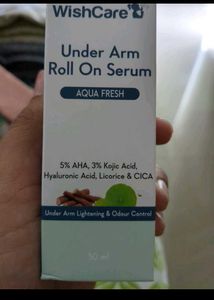 WishCare
Under Arm
Roll On Serum
AQUA FRESH
5% AHA, 3% Kojic Acid,
Hyaluronic Acid, Licorice & CICA
Under Arm Lightening & Odour Control
50 ml